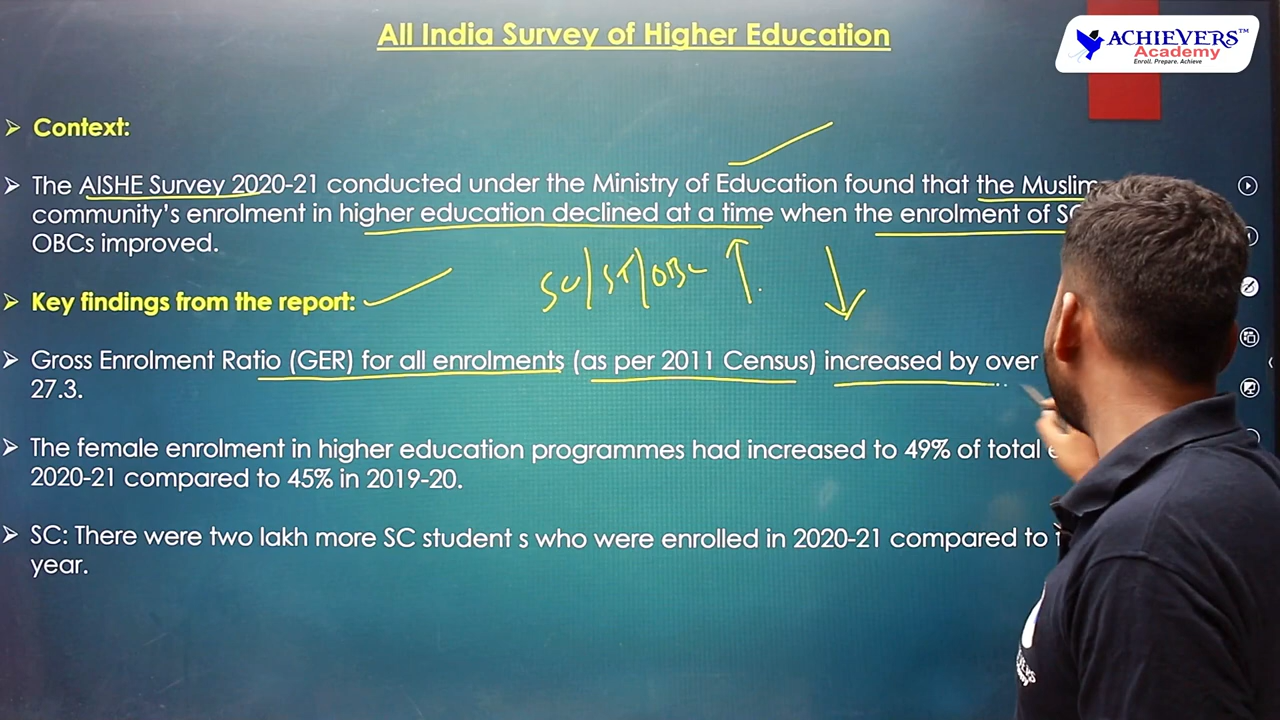 All India Survey of Higher Education
ACHIEVERS™
Academy
Enroll. Prepare. Achieve
➢ Context:
➢ The AISHE Survey 2020-21 conducted under the Ministry of Education found that the Muslim
community's enrolment in higher education declined at a time when the enrolment of
OBCs improved.
SC/ST/OBC
➢ Key findings from the report:
➢ Gross Enrolment Ratio (GER) for all enrolments (as per 2011 Census) increased by over
27.3.
➢ The female enrolment in higher education programmes had increased to 49% of total
2020-21 compared to 45% in 2019-20.
➢ SC: There were two lakh more SC student s who were enrolled in 2020-21 compared to
year.